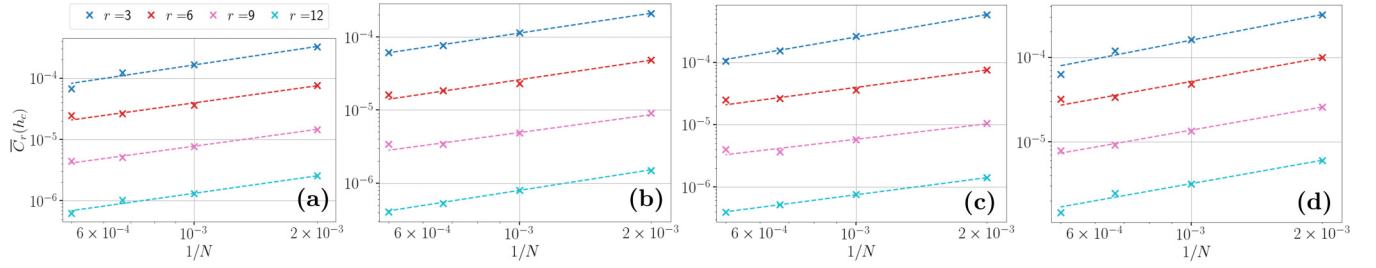 r = 3 r = 6 r = 9 r = 12
C̅_r(h_c)
10⁻⁴
10⁻⁵
10⁻⁶
(a)
6 × 10⁻⁴ 10⁻³ 2 × 10⁻³
1/N
10⁻⁴
10⁻⁵
10⁻⁶
(b)
6 × 10⁻⁴ 10⁻³ 2 × 10⁻³
1/N
10⁻³
10⁻⁴
10⁻⁵
10⁻⁶
(c)
6 × 10⁻⁴ 10⁻³ 2 × 10⁻³
1/N
10⁻⁴
10⁻⁵
(d)
6 × 10⁻⁴ 10⁻³ 2 × 10⁻³
1/N